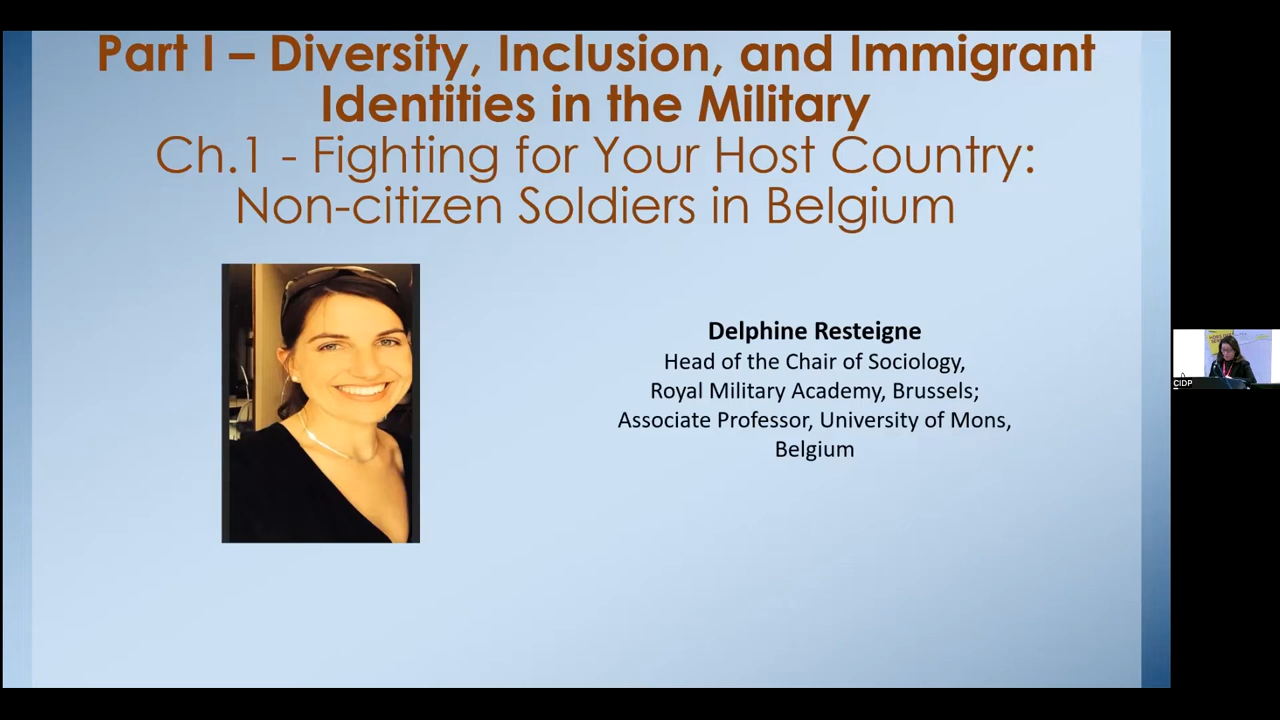 Part I – Diversity, Inclusion, and Immigrant
Identities in the Military
Ch.1 - Fighting for Your Host Country:
Non-citizen Soldiers in Belgium
Delphine Resteigne
Head of the Chair of Sociology,
Royal Military Academy, Brussels;
Associate Professor, University of Mons,
Belgium
CIDP